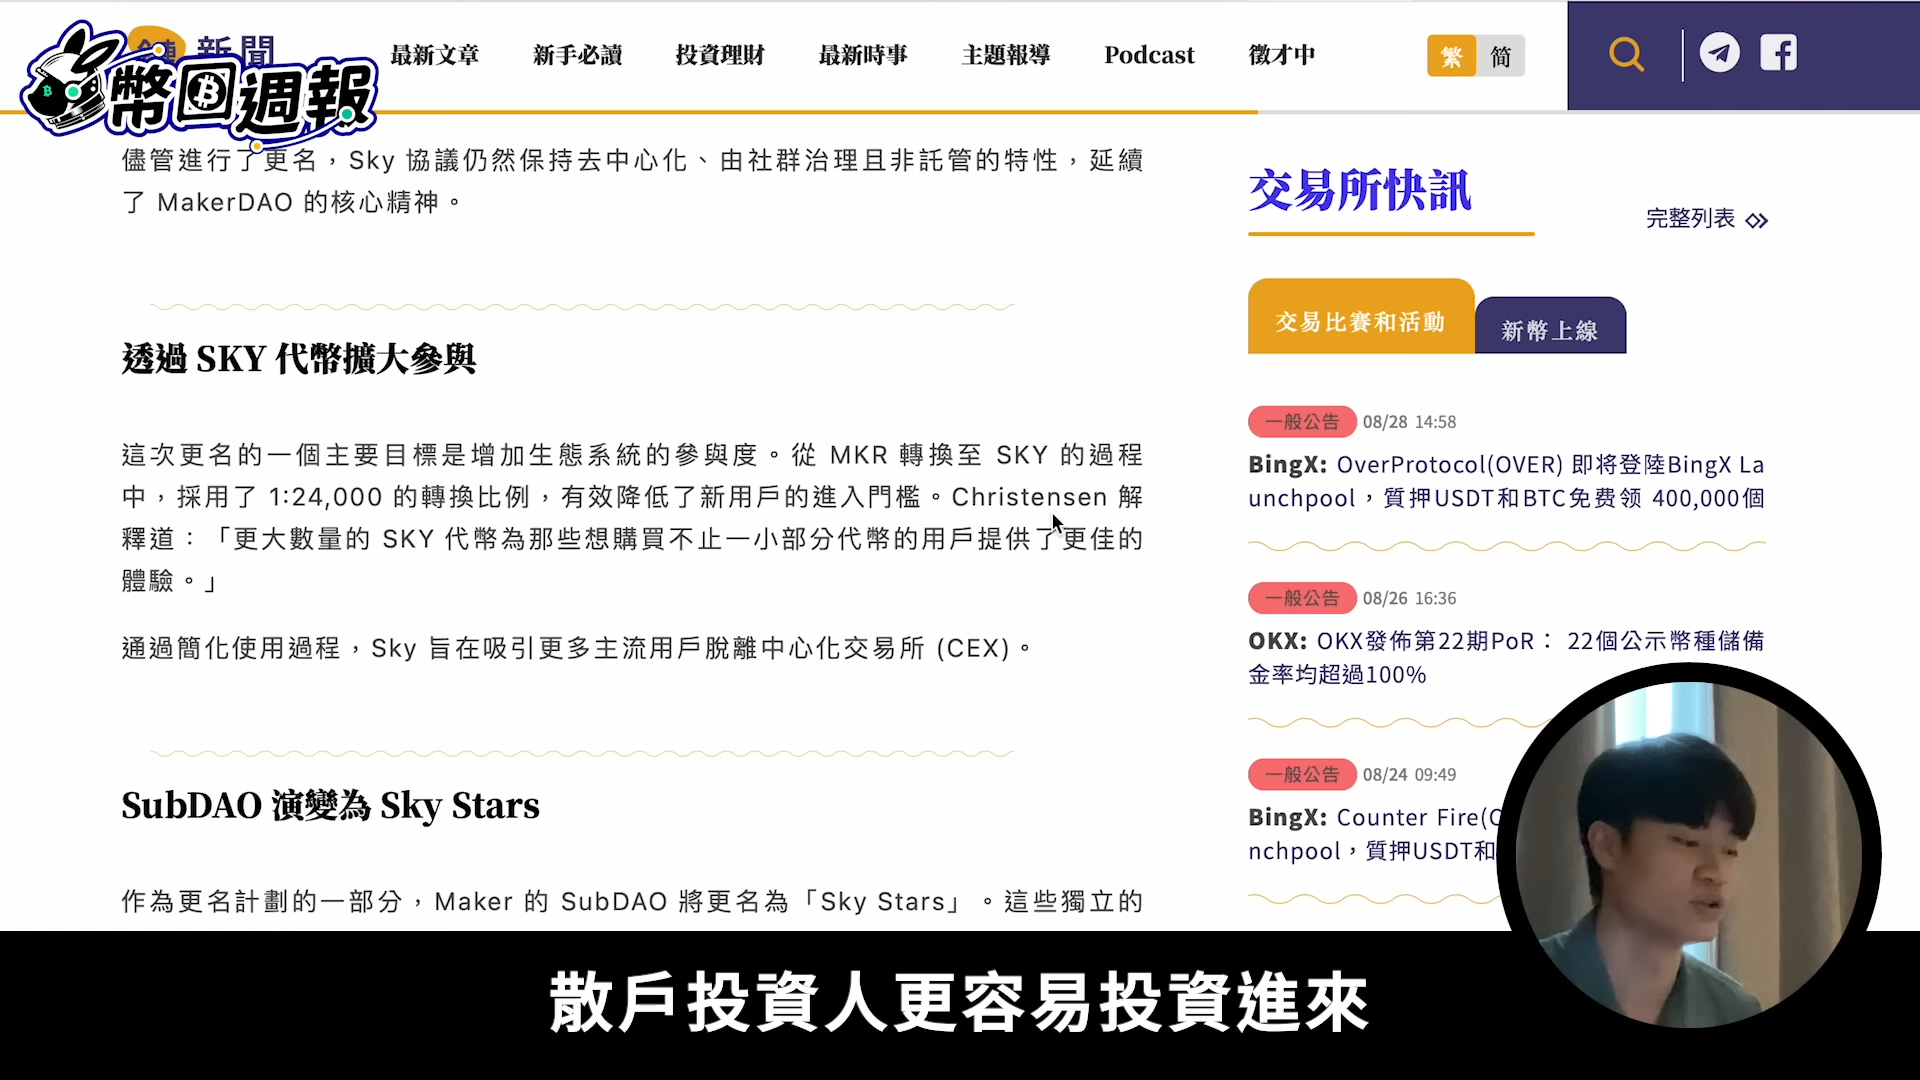 新聞
幣圈週報
最新文章 新手必讀 投資理財 最新時事 主題報導 Podcast 徵才中
繁 简
儘管進行了更名，Sky 協議仍然保持去中心化、由社群治理且非託管的特性，延續
了 MakerDAO 的核心精神。
透過 SKY 代幣擴大參與
這次更名的一個主要目標是增加生態系統的參與度。從 MKR 轉換至 SKY 的過程
中，採用了 1:24,000 的轉換比例，有效降低了新用戶的進入門檻。Christensen 解
釋道：「更大數量的 SKY 代幣為那些想購買不止一小部分代幣的用戶提供了更佳的
體驗。」
通過簡化使用過程，Sky 旨在吸引更多主流用戶脫離中心化交易所 (CEX)。
SubDAO 演變為 Sky Stars
作為更名計劃的一部分，Maker 的 SubDAO 將更名為「Sky Stars」。這些獨立的
交易所快訊
完整列表
交易比賽和活動 新幣上線
一般公告 08/28 14:58
BingX: OverProtocol(OVER) 即将登陸BingX La
unchpool，質押USDT和BTC免费领 400,000個
一般公告 08/26 16:36
OKX: OKX發佈第22期PoR： 22個公示幣種儲備
金率均超過100%
一般公告 08/24 09:49
BingX: Counter Fire(
nchpool，質押USDT和
散戶投資人更容易投資進來